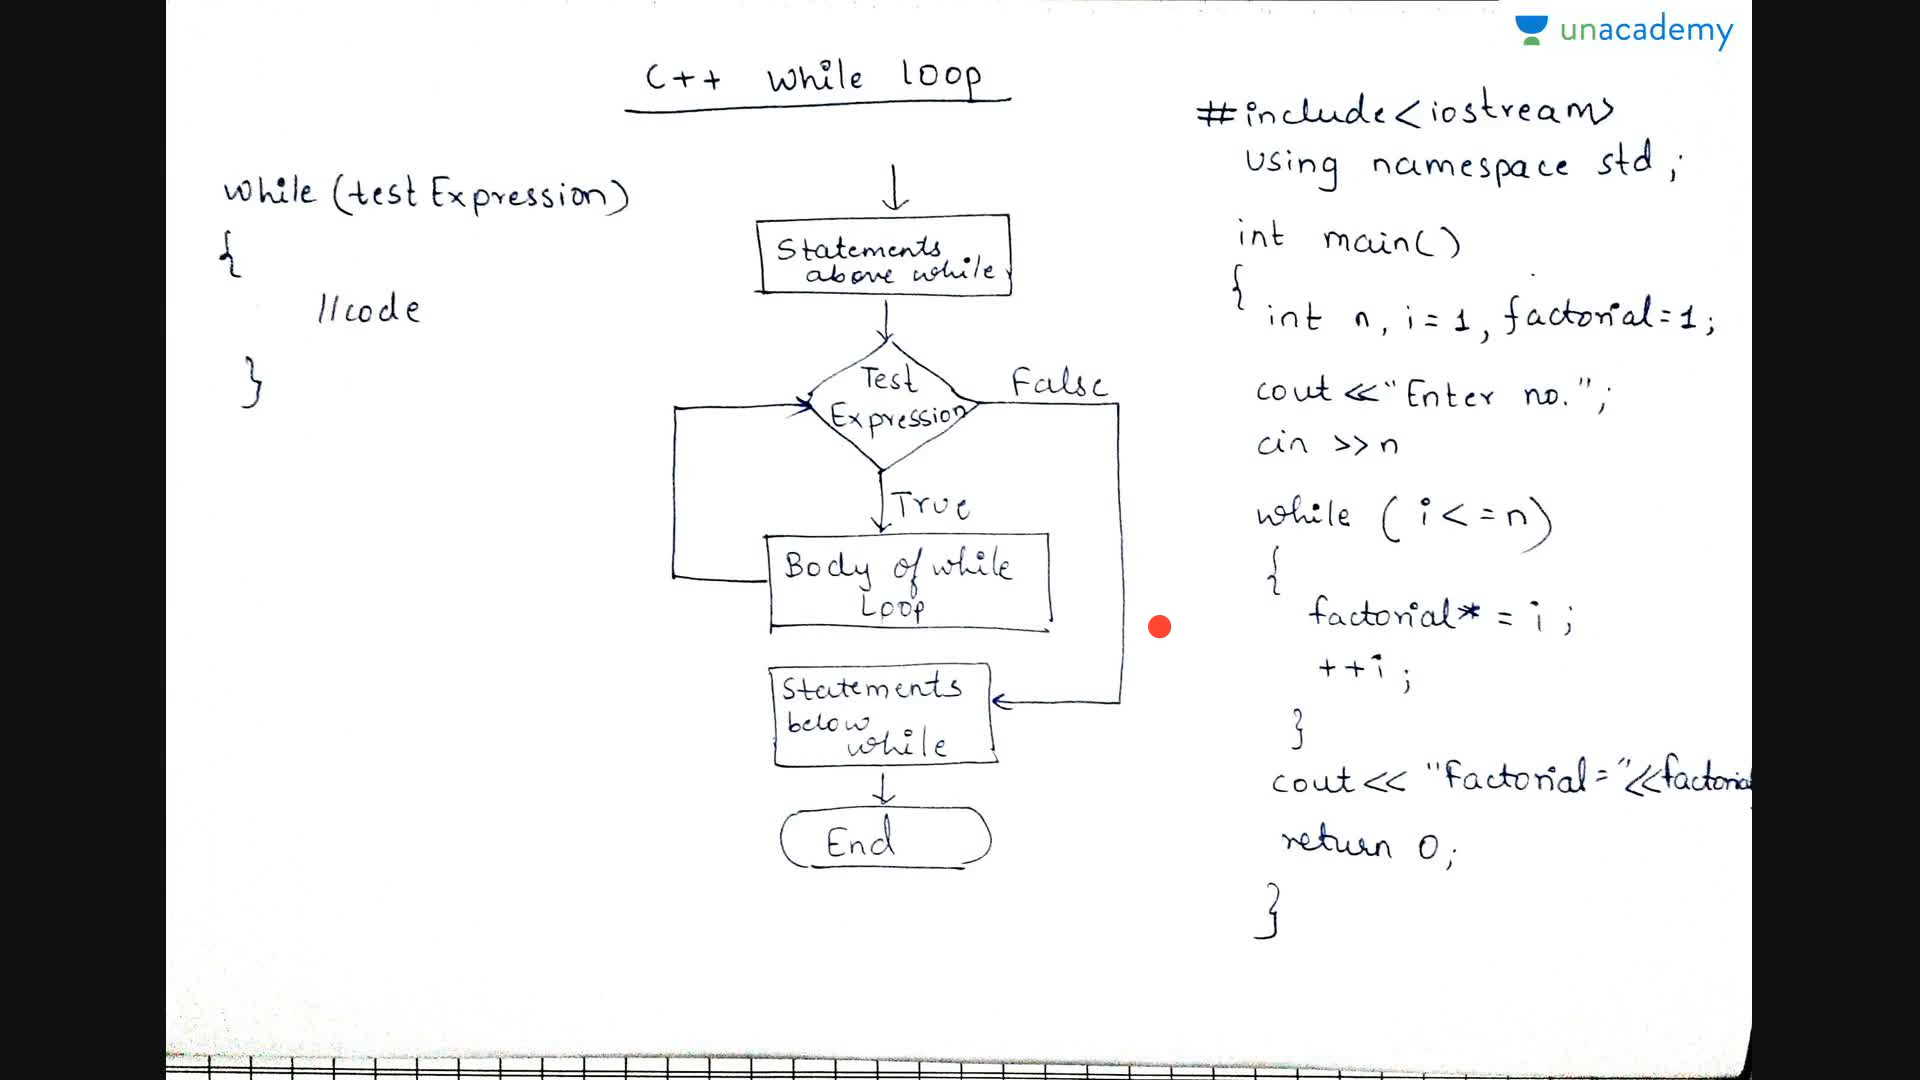 unacademy
C++ while loop
while (test Expression)
{
//code
}
Statements
above while
Test
Expression
False
True
Body of while
Loop
Statements
below
while
End
#include<iostream>
using namespace std;
int main()
{
int n, i=1, factorial=1;
cout<<"Enter no.";
cin >>n
while (i<=n)
{
factorial*=i;
++i;
}
cout<< "Factorial="<<factorial
return 0;
}